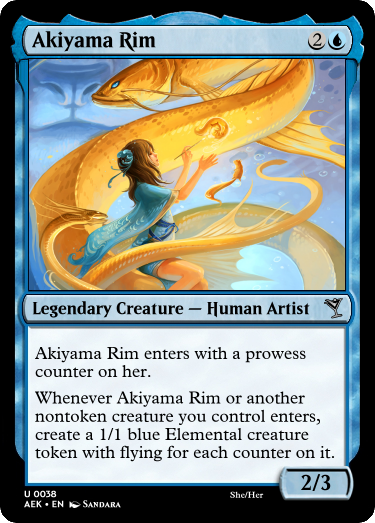 Akiyama Rim 2
Legendary Creature — Human Artist
Akiyama Rim enters with a prowess
counter on her.
Whenever Akiyama Rim or another
nontoken creature you control enters,
create a 1/1 blue Elemental creature
token with flying for each counter on it.
2/3
U 0038
She/Her
AEK • EN SANDARA